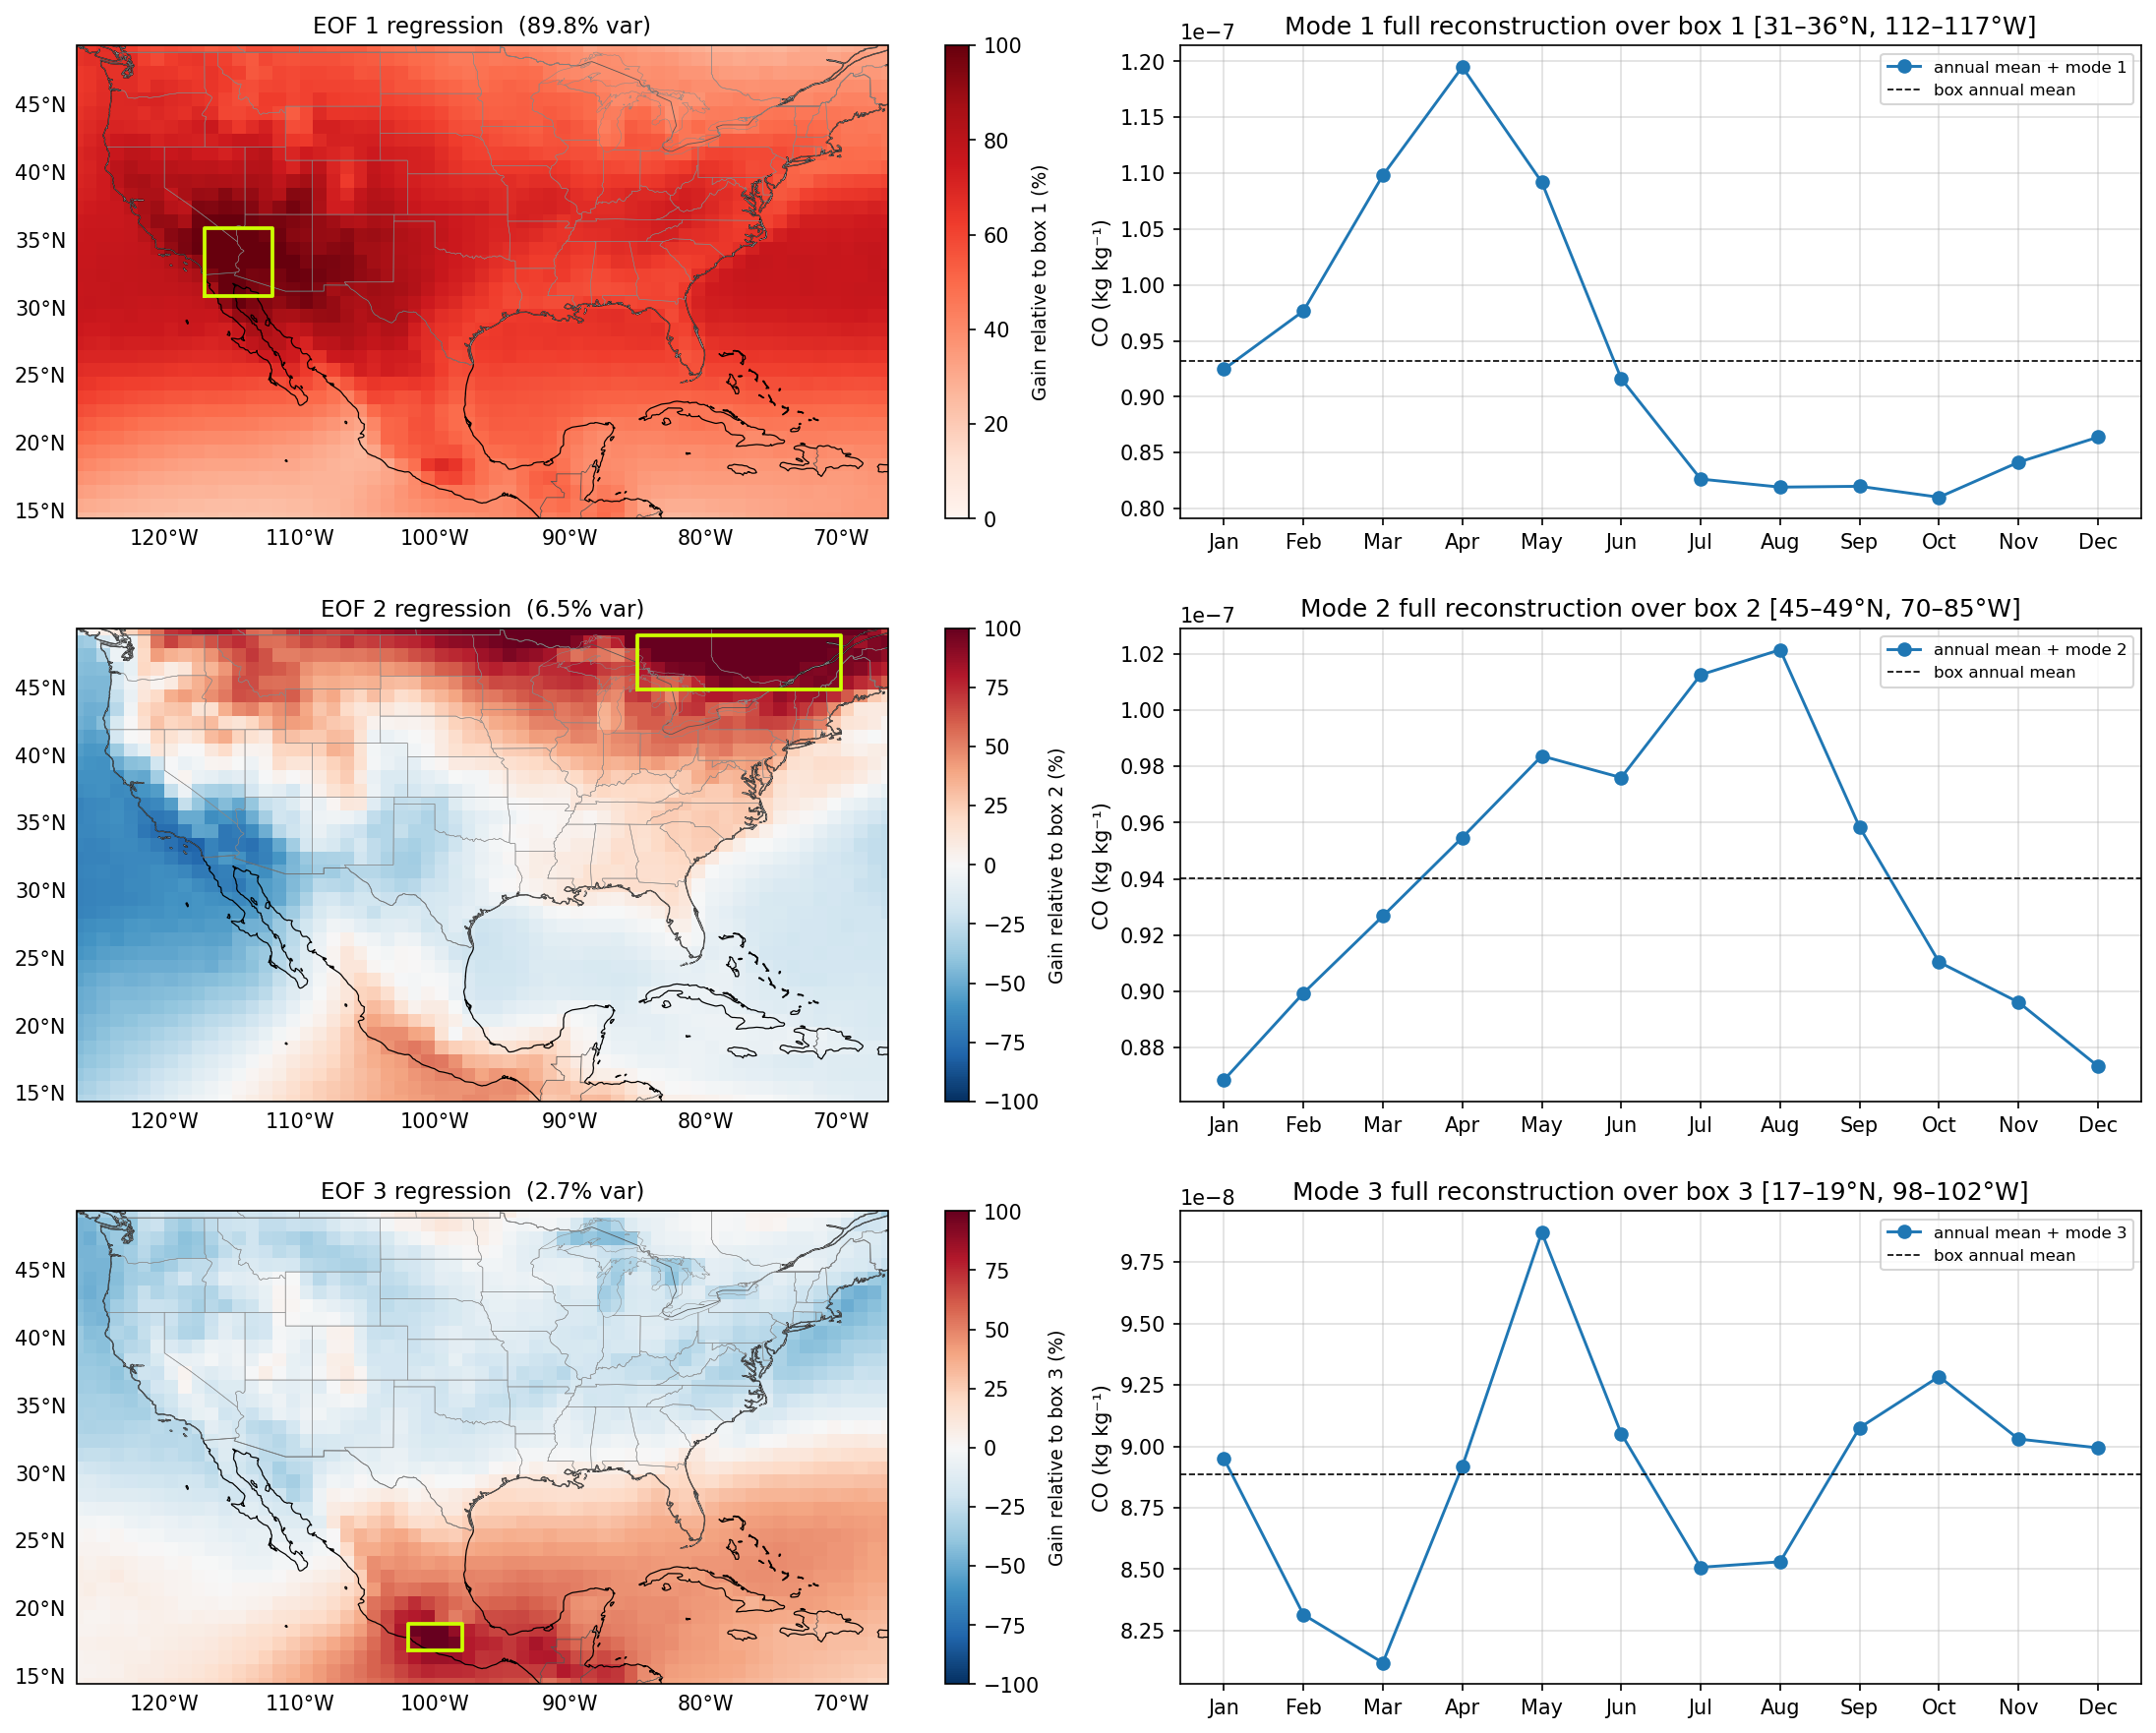 EOF 1 regression  (89.8% var)
45°N
40°N
35°N
30°N
25°N
20°N
15°N
120°W 110°W 100°W 90°W 80°W 70°W
100
80
60
40
20
0
Gain relative to box 1 (%)
Mode 1 full reconstruction over box 1 [31–36°N, 112–117°W]
1e−7
1.20
1.15
1.10
1.05
1.00
0.95
0.90
0.85
0.80
CO (kg kg⁻¹)
annual mean + mode 1
box annual mean
Jan Feb Mar Apr May Jun Jul Aug Sep Oct Nov Dec
EOF 2 regression  (6.5% var)
45°N
40°N
35°N
30°N
25°N
20°N
15°N
120°W 110°W 100°W 90°W 80°W 70°W
100
75
50
25
0
−25
−50
−75
−100
Gain relative to box 2 (%)
Mode 2 full reconstruction over box 2 [45–49°N, 70–85°W]
1e−7
1.02
1.00
0.98
0.96
0.94
0.92
0.90
0.88
CO (kg kg⁻¹)
annual mean + mode 2
box annual mean
Jan Feb Mar Apr May Jun Jul Aug Sep Oct Nov Dec
EOF 3 regression  (2.7% var)
45°N
40°N
35°N
30°N
25°N
20°N
15°N
120°W 110°W 100°W 90°W 80°W 70°W
100
75
50
25
0
−25
−50
−75
−100
Gain relative to box 3 (%)
Mode 3 full reconstruction over box 3 [17–19°N, 98–102°W]
1e−8
9.75
9.50
9.25
9.00
8.75
8.50
8.25
CO (kg kg⁻¹)
annual mean + mode 3
box annual mean
Jan Feb Mar Apr May Jun Jul Aug Sep Oct Nov Dec